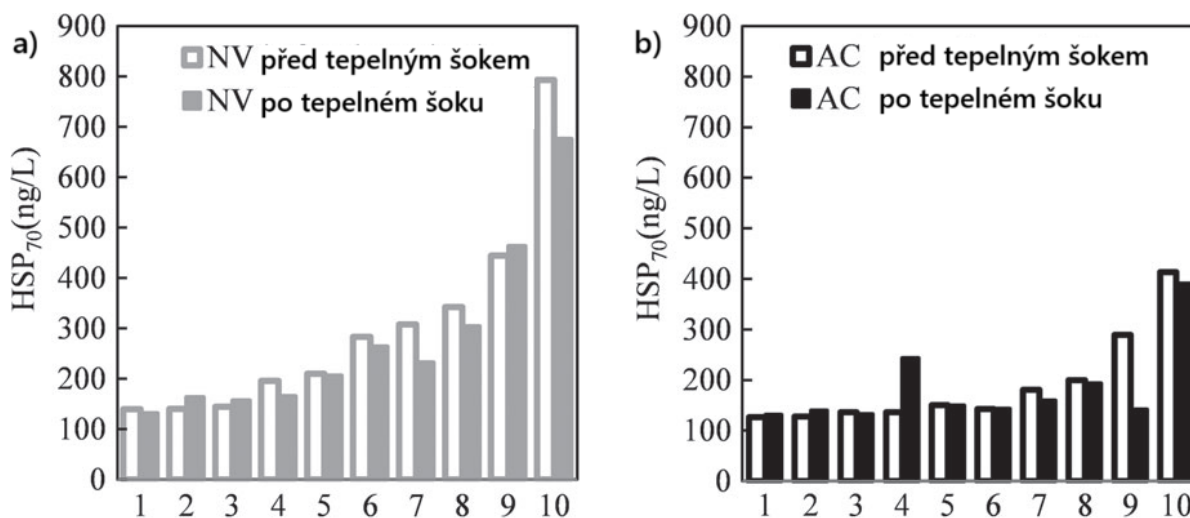 a)
NV před tepelným šokem
NV po tepelném šoku
HSP70(ng/L)
900
800
700
600
500
400
300
200
100
0
1 2 3 4 5 6 7 8 9 10
b)
AC před tepelným šokem
AC po tepelném šoku
HSP70(ng/L)
900
800
700
600
500
400
300
200
100
0
1 2 3 4 5 6 7 8 9 10